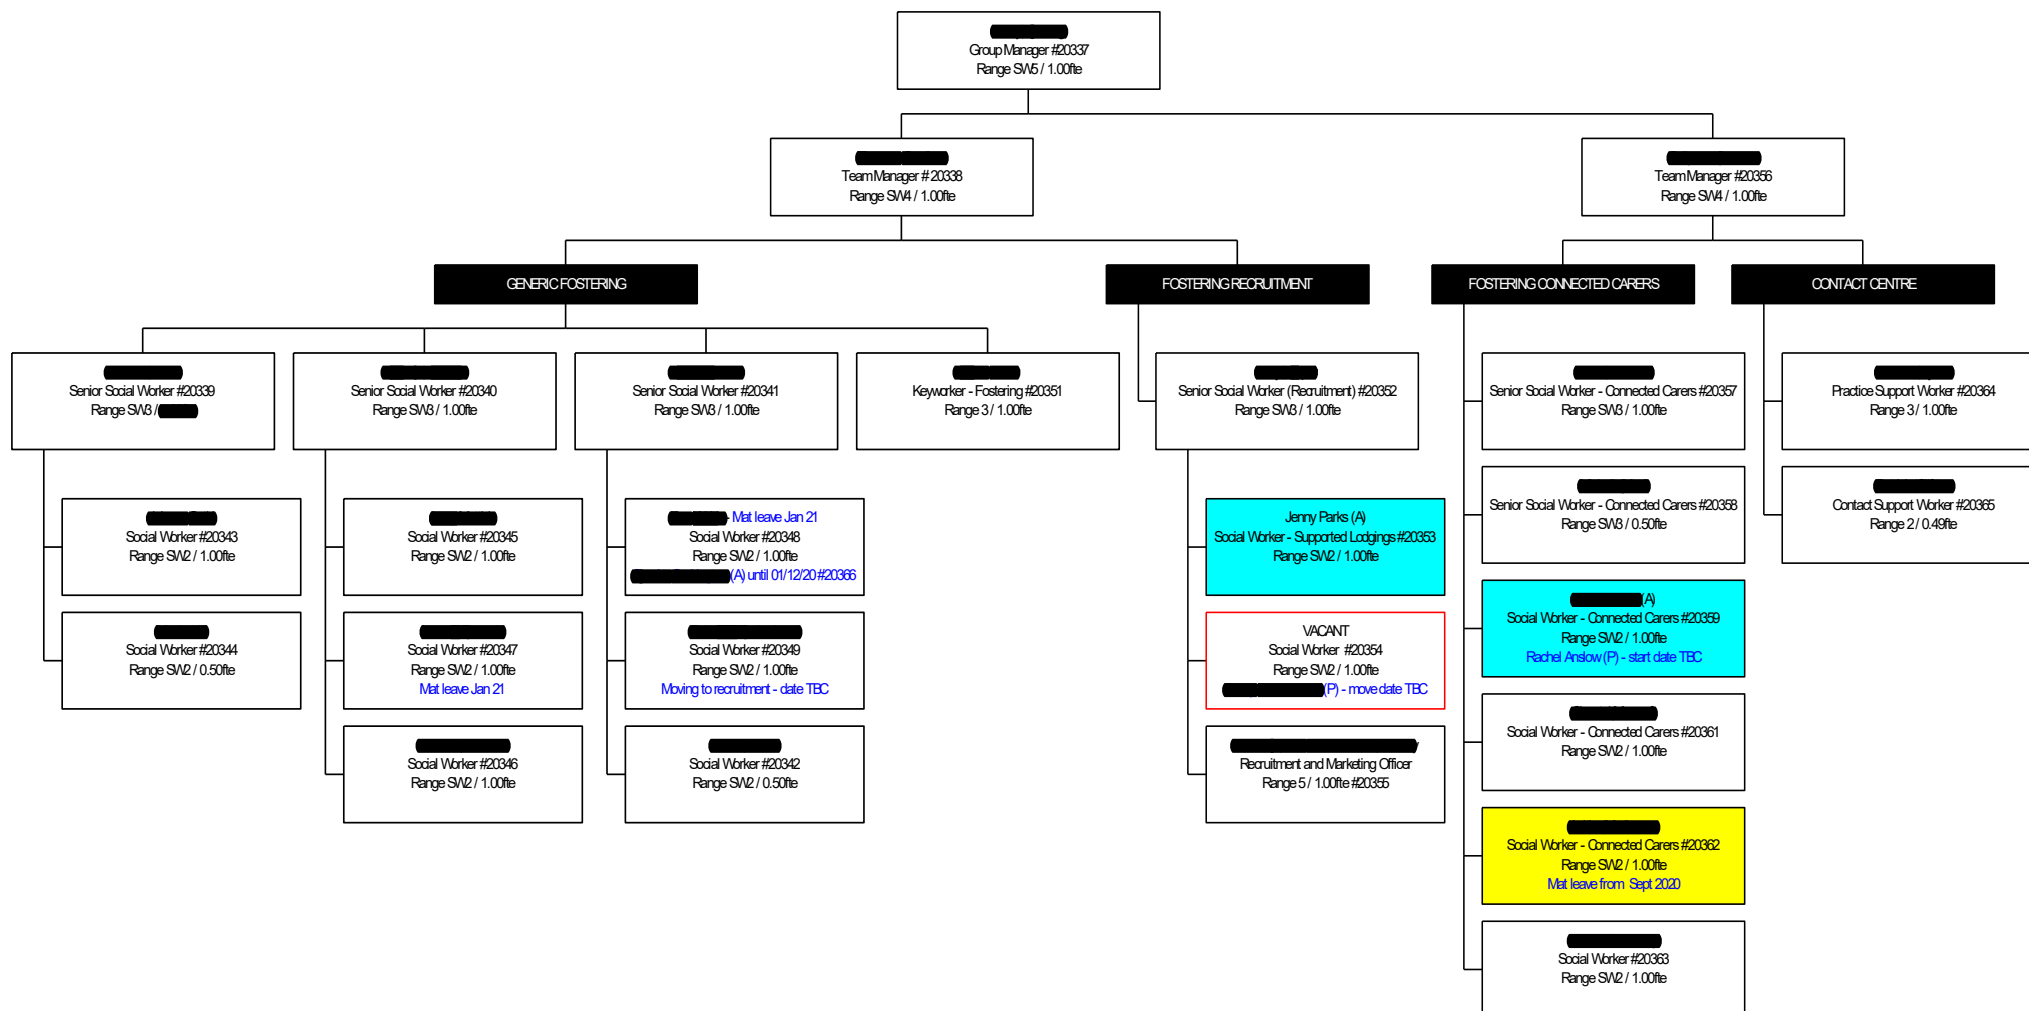 Group Manager #20337
Range SW5 / 1.00fte
Team Manager # 20338
Range SW4 / 1.00fte
Team Manager #20356
Range SW4 / 1.00fte
GENERIC FOSTERING
FOSTERING RECRUITMENT
FOSTERING CONNECTED CARERS
CONTACT CENTRE
Senior Social Worker #20339
Range SW3 /
Senior Social Worker #20340
Range SW3 / 1.00fte
Senior Social Worker #20341
Range SW3 / 1.00fte
Keyworker - Fostering #20351
Range 3 / 1.00fte
Senior Social Worker (Recruitment) #20352
Range SW3 / 1.00fte
Senior Social Worker - Connected Carers #20357
Range SW3 / 1.00fte
Practice Support Worker #20364
Range 3 / 1.00fte
Senior Social Worker - Connected Carers #20358
Range SW3 / 0.50fte
Contact Support Worker #20365
Range 2 / 0.49fte
Social Worker #20343
Range SW2 / 1.00fte
Social Worker #20345
Range SW2 / 1.00fte
- Mat leave Jan 21
Social Worker #20348
Range SW2 / 1.00fte
(A) until 01/12/20 #20366
Jenny Parks (A)
Social Worker - Supported Lodgings #20353
Range SW2 / 1.00fte
(A)
Social Worker - Connected Carers #20359
Range SW2 / 1.00fte
Rachel Anslow (P) - start date TBC
Social Worker #20344
Range SW2 / 0.50fte
Social Worker #20347
Range SW2 / 1.00fte
Mat leave Jan 21
Social Worker #20349
Range SW2 / 1.00fte
Moving to recruitment - date TBC
VACANT
Social Worker #20354
Range SW2 / 1.00fte
(P) - move date TBC
Social Worker - Connected Carers #20361
Range SW2 / 1.00fte
Social Worker #20346
Range SW2 / 1.00fte
Social Worker #20342
Range SW2 / 0.50fte
Recruitment and Marketing Officer
Range 5 / 1.00fte #20355
Social Worker - Connected Carers #20362
Range SW2 / 1.00fte
Mat leave from Sept 2020
Social Worker #20363
Range SW2 / 1.00fte